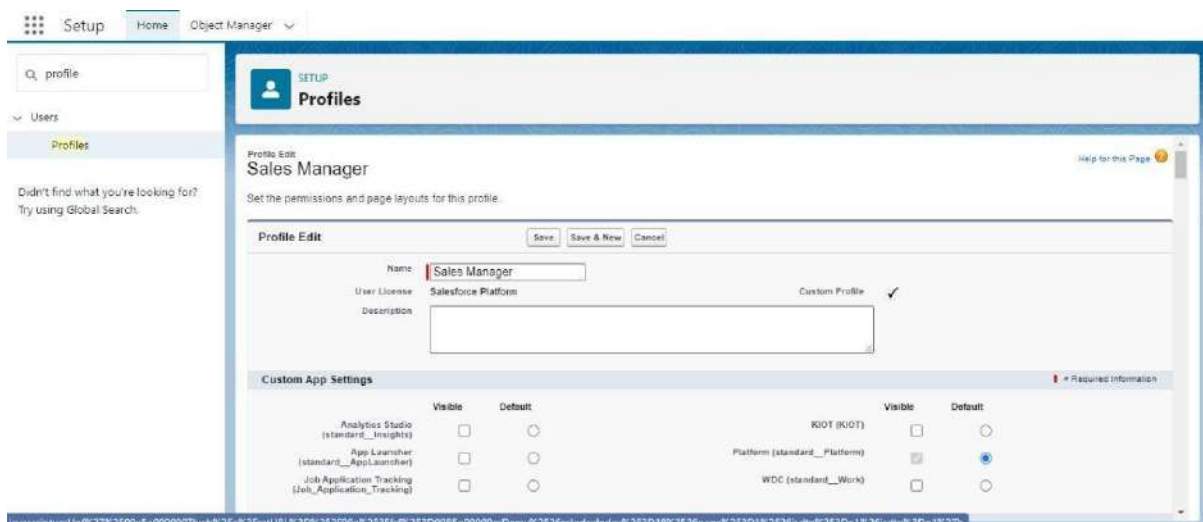 Setup Home Object Manager
profile
Users
Profiles
Didn't find what you're looking for?
Try using Global Search.
SETUP
Profiles
Profile Edit
Sales Manager
Help for this Page
Set the permissions and page layouts for this profile.
Profile Edit Save Save & New Cancel
Name Sales Manager
User License Salesforce Platform Custom Profile
Description
Custom App Settings = Required Information
Visible Default Visible Default
Analytics Studio
(standard__Insights)
KIOT (KIOT)
App Launcher
(standard__AppLauncher)
Platform (standard__Platform)
Job Application Tracking
(Job_Application_Tracking)
WDC (standard__Work)